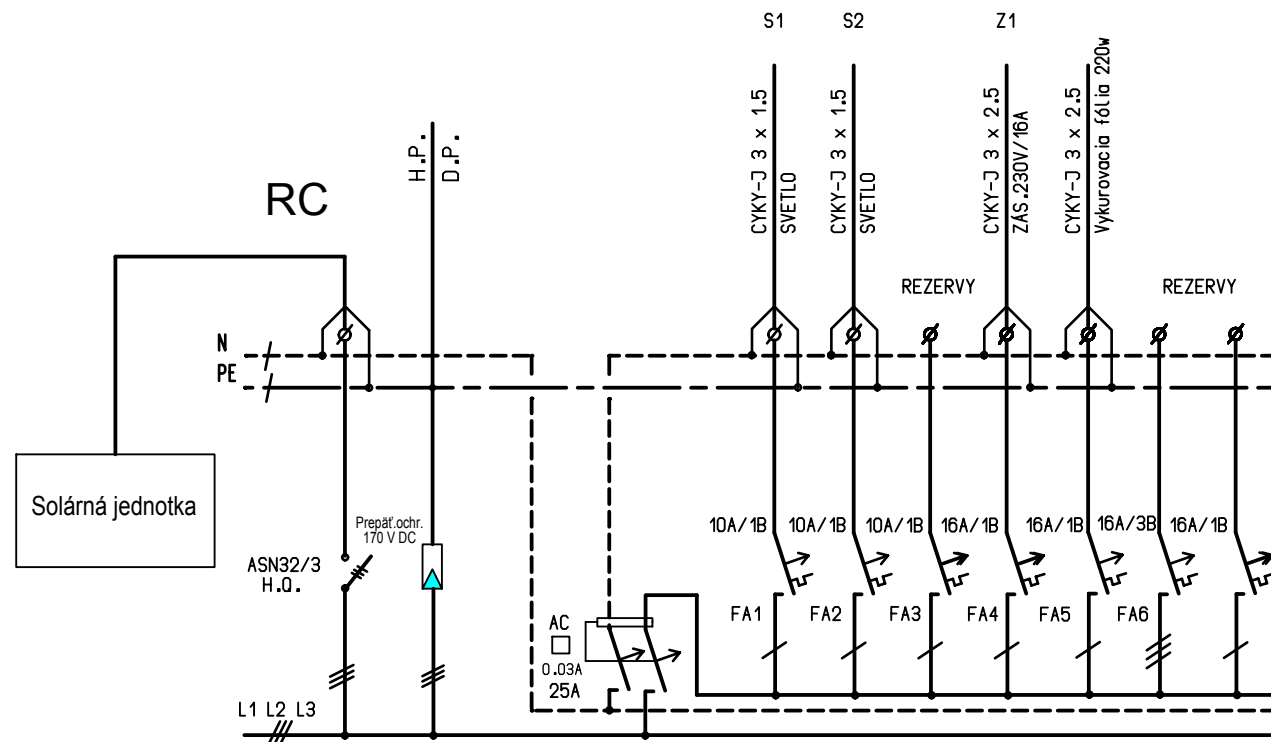 S1
S2
Z1
CYKY-J 3 x 1.5
SVETLO
CYKY-J 3 x 1.5
SVETLO
CYKY-J 3 x 2.5
ZÁS.230V/16A
CYKY-J 3 x 2.5
Vykurovacia fólia 220w
H.P.
D.P.
RC
REZERVY
REZERVY
N
PE
Solárná jednotka
Prepäť.ochr.
170 V DC
ASN32/3
H.Q.
10A/1B
10A/1B
10A/1B
16A/1B
16A/1B
16A/3B
16A/1B
FA1
FA2
FA3
FA4
FA5
FA6
AC
0.03A
25A
L1 L2 L3